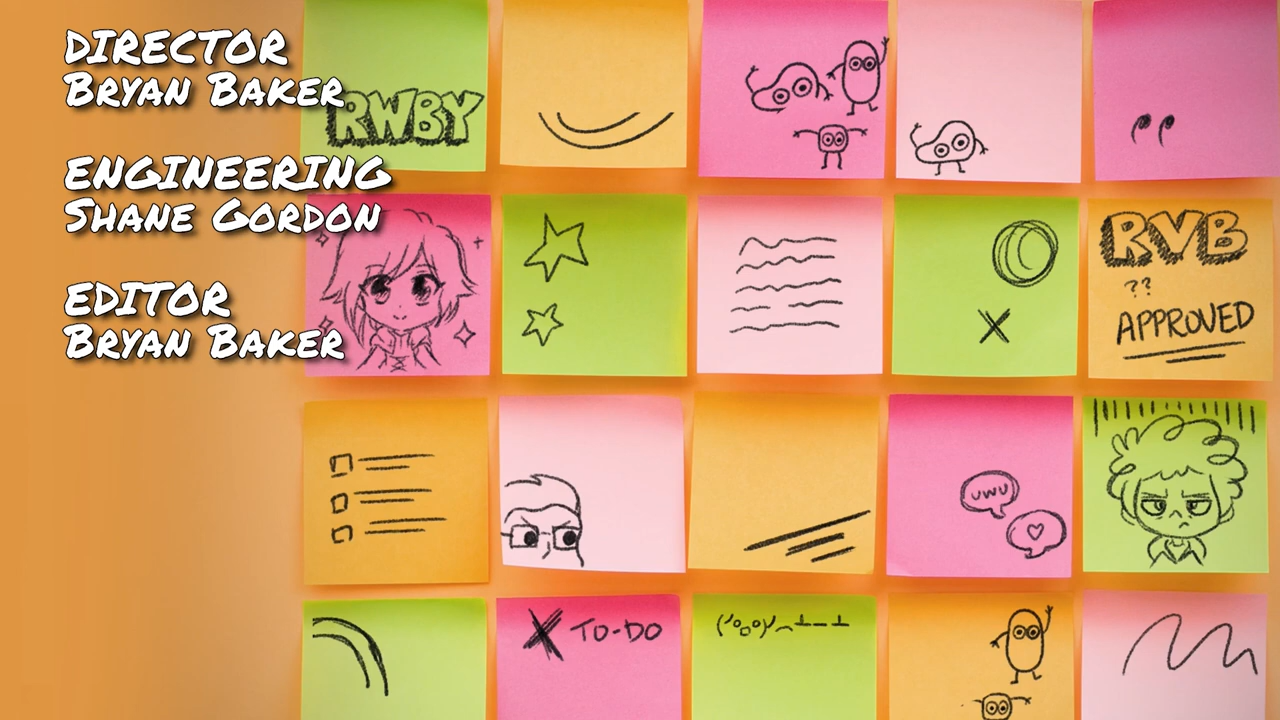 DIRECTOR
BRYAN BAKER
ENGINEERING
SHANE GORDON
EDITOR
BRYAN BAKER
RWBY
RVB
??
APPROVED
UWU
TO-DO